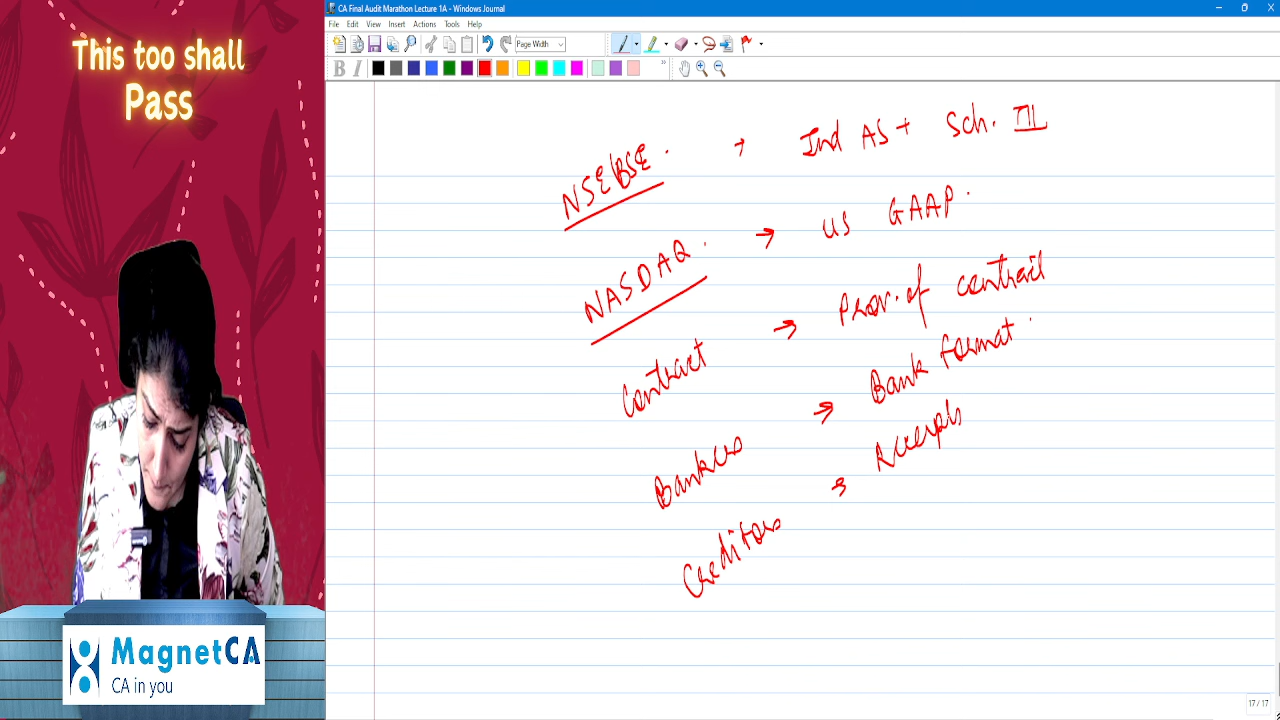 This too shall
Pass
CA Final Audit Marathon Lecture 1A - Windows Journal
File Edit View Insert Actions Tools Help
Page Width
B I
NSE/BSE. → Ind AS + Sch. III
NASDAQ. → US GAAP.
Contract → Prov. of contract
Bankers → Bank format.
Creditors →
MagnetCA
CA in you
17 / 17